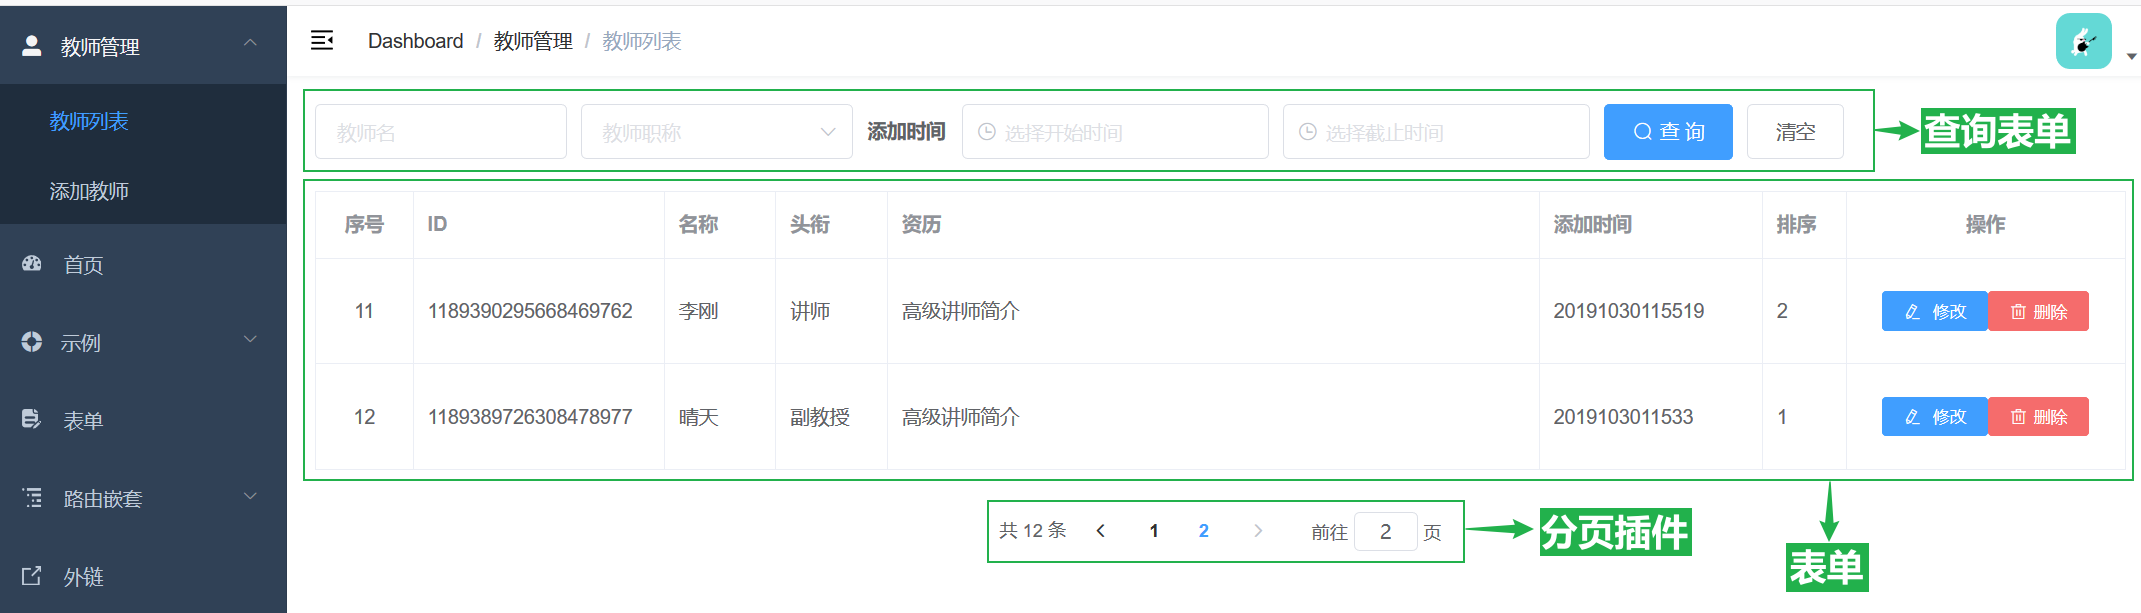 教师管理
教师列表
添加教师
首页
示例
表单
路由嵌套
外链
Dashboard / 教师管理 / 教师列表
教师名 教师职称 添加时间 选择开始时间 选择截止时间 查 询 清空
查询表单
序号 ID 名称 头衔 资历 添加时间 排序 操作
11 1189390295668469762 李刚 讲师 高级讲师简介 20191030115519 2 修改 删除
12 1189389726308478977 晴天 副教授 高级讲师简介 2019103011533 1 修改 删除
共 12 条 1 2 前往 2 页
分页插件
表单